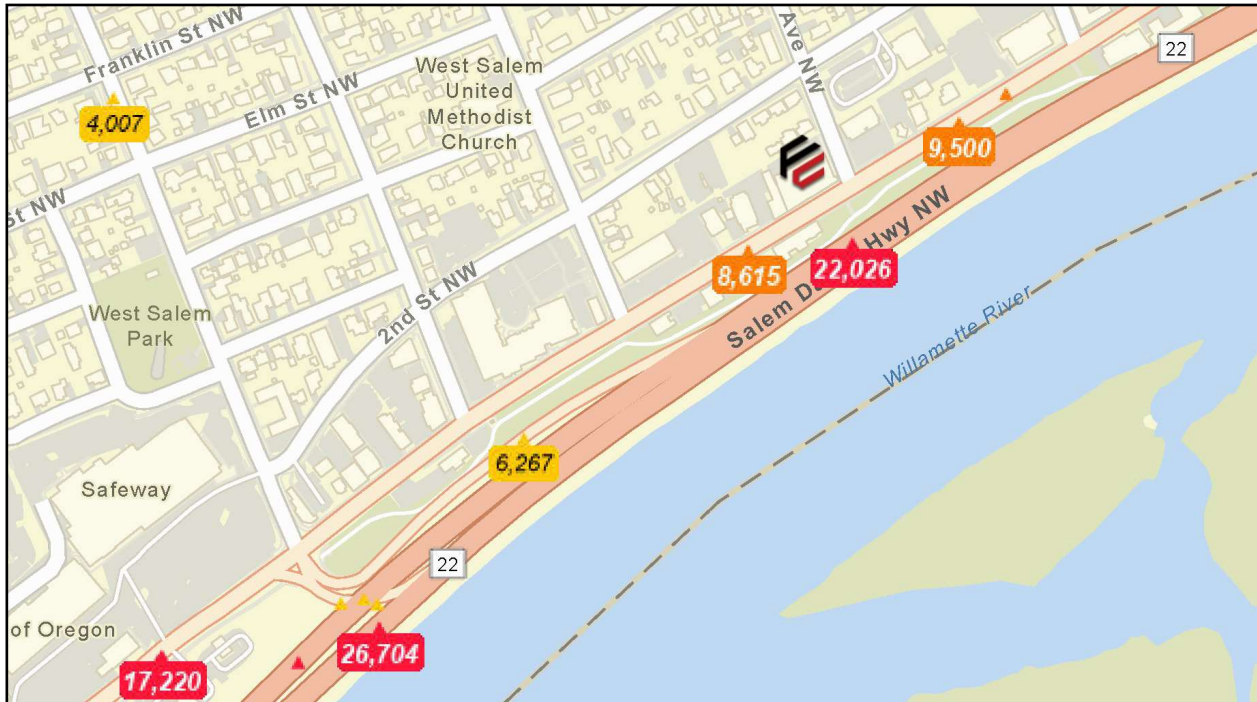 Franklin St NW
Ave NW
22
4,007
Elm St NW
West Salem
United
Methodist
Church
9,500
St NW
8,615
22,026
Hwy NW
Salem Da
2nd St NW
West Salem
Park
Willamette River
6,267
Safeway
22
of Oregon
26,704
17,220